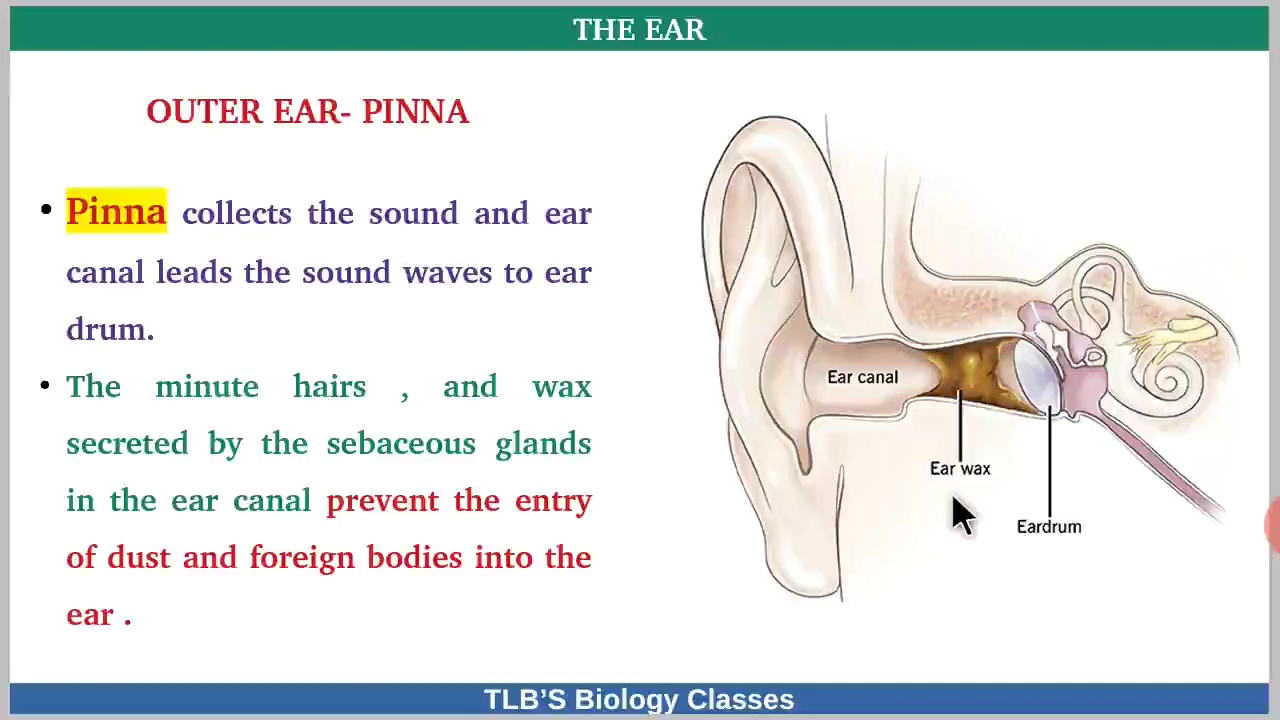 THE EAR
OUTER EAR- PINNA
• Pinna collects the sound and ear
canal leads the sound waves to ear
drum.
• The minute hairs , and wax
secreted by the sebaceous glands
in the ear canal prevent the entry
of dust and foreign bodies into the
ear .
Ear canal
Ear wax
Eardrum
TLB’S Biology Classes